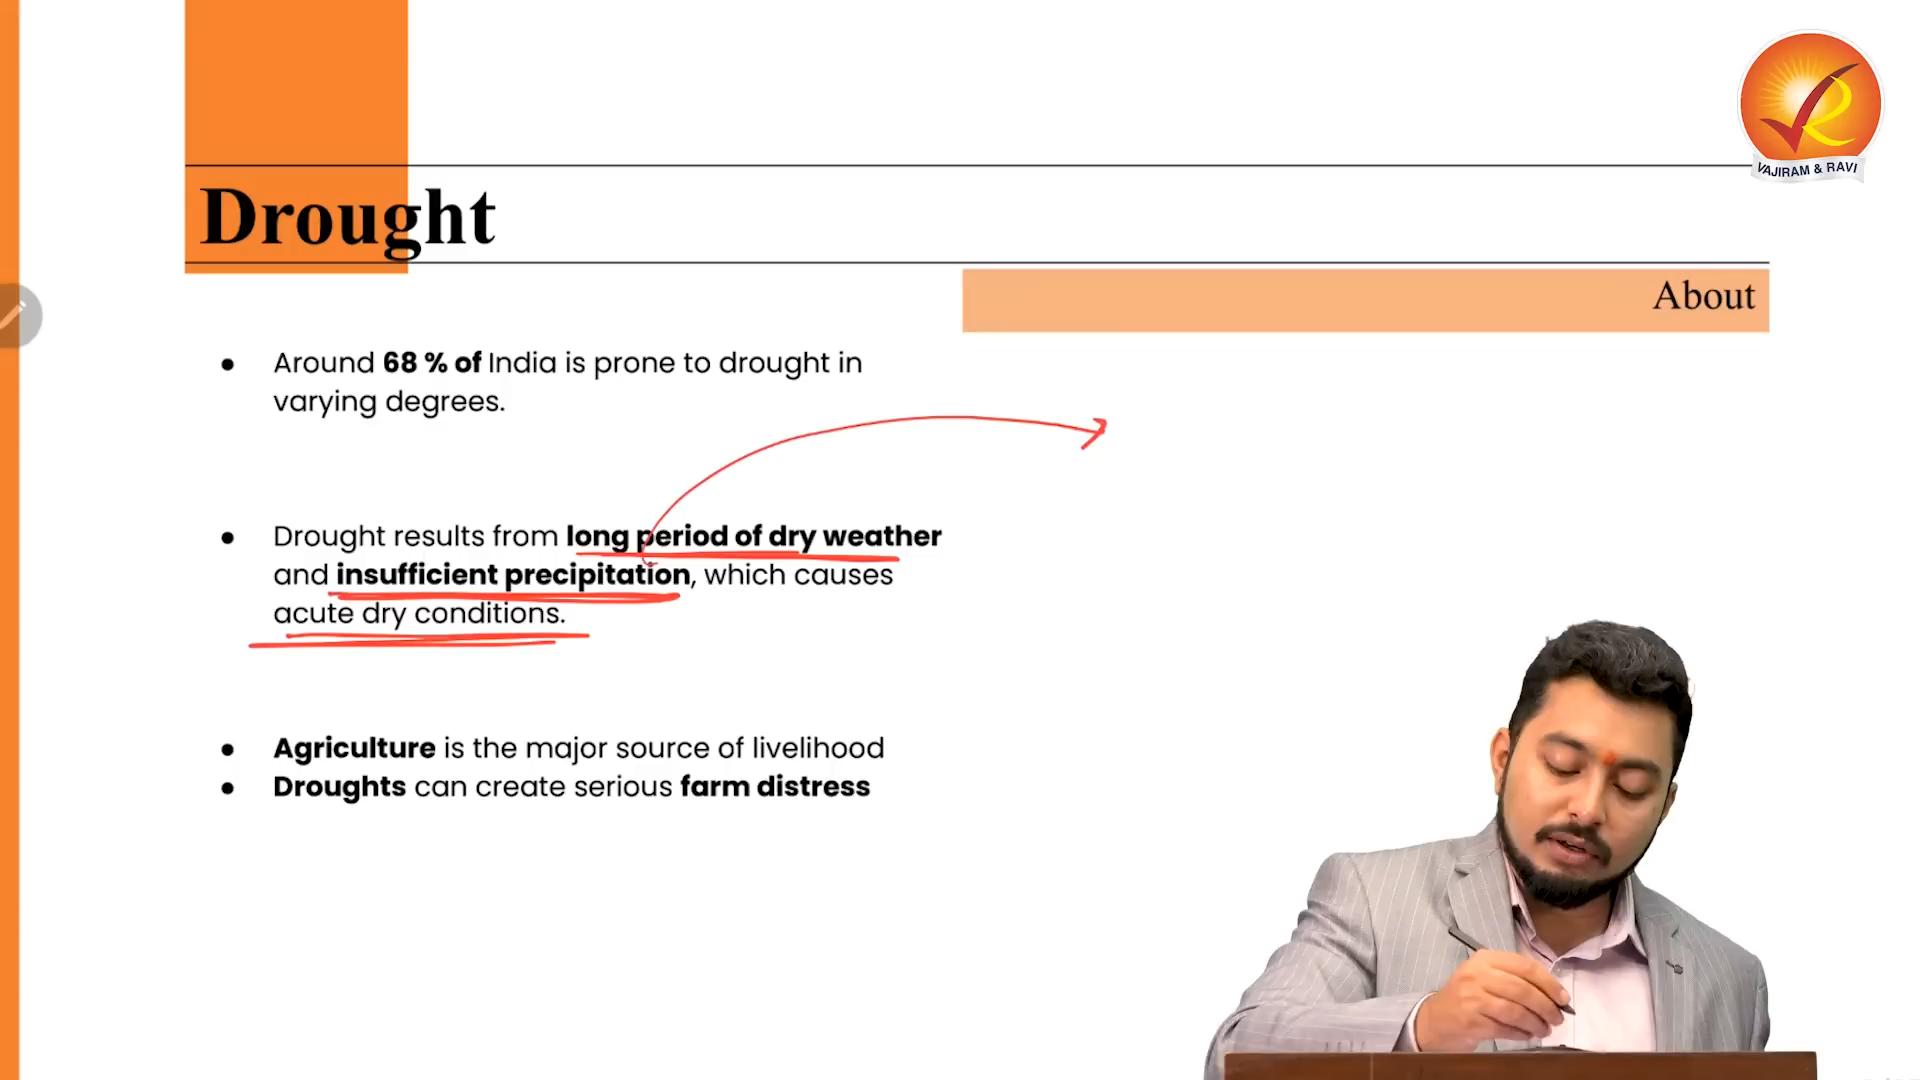 VAJIRAM & RAVI
Drought
About
● Around 68 % of India is prone to drought in
varying degrees.
● Drought results from long period of dry weather
and insufficient precipitation, which causes
acute dry conditions.
● Agriculture is the major source of livelihood
● Droughts can create serious farm distress